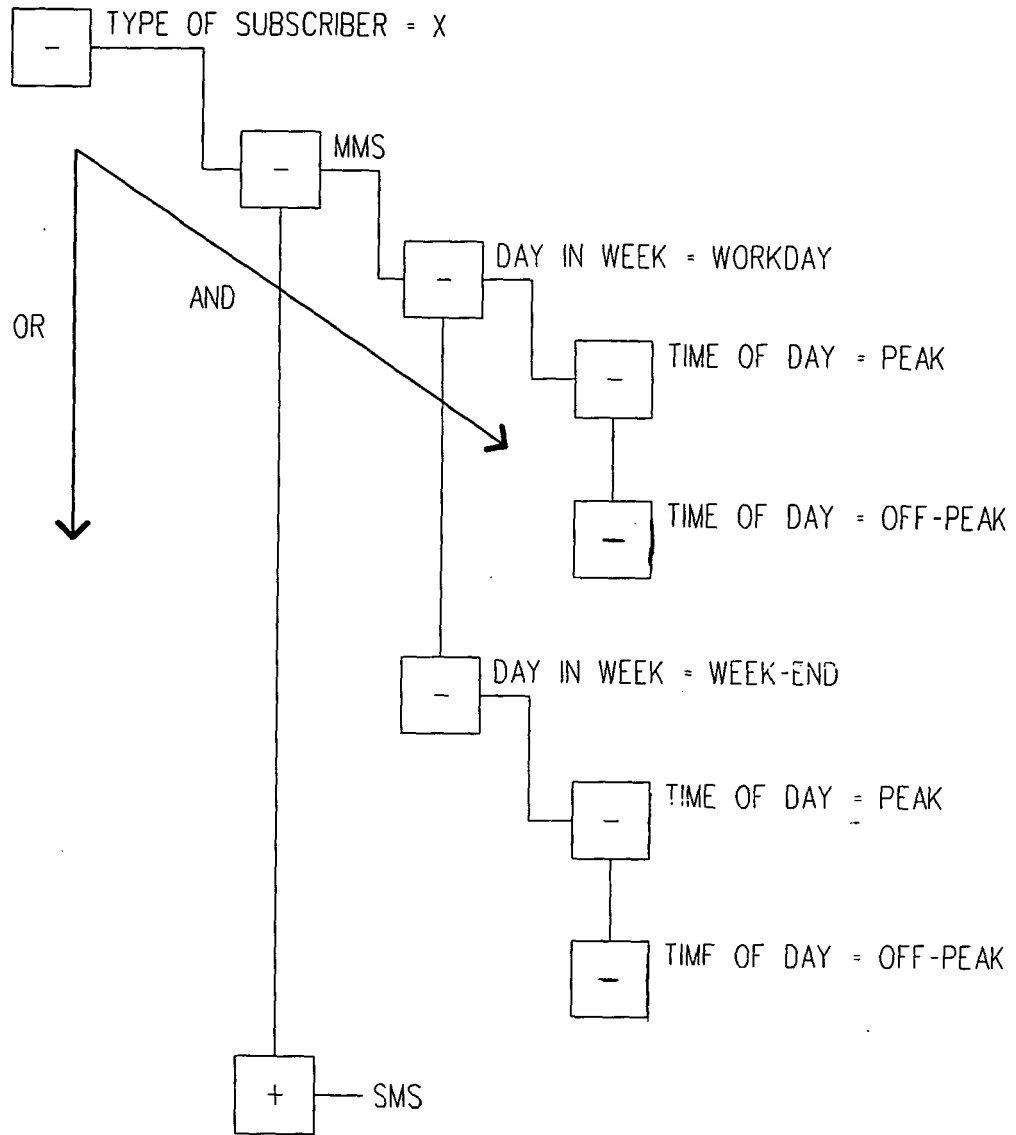 TYPE OF SUBSCRIBER = X
-
MMS
-
DAY IN WEEK = WORKDAY
-
AND
OR
TIME OF DAY = PEAK
-
TIME OF DAY = OFF-PEAK
-
DAY IN WEEK = WEEK-END
-
TIME OF DAY = PEAK
-
TIMF OF DAY = OFF-PEAK
-
+
SMS